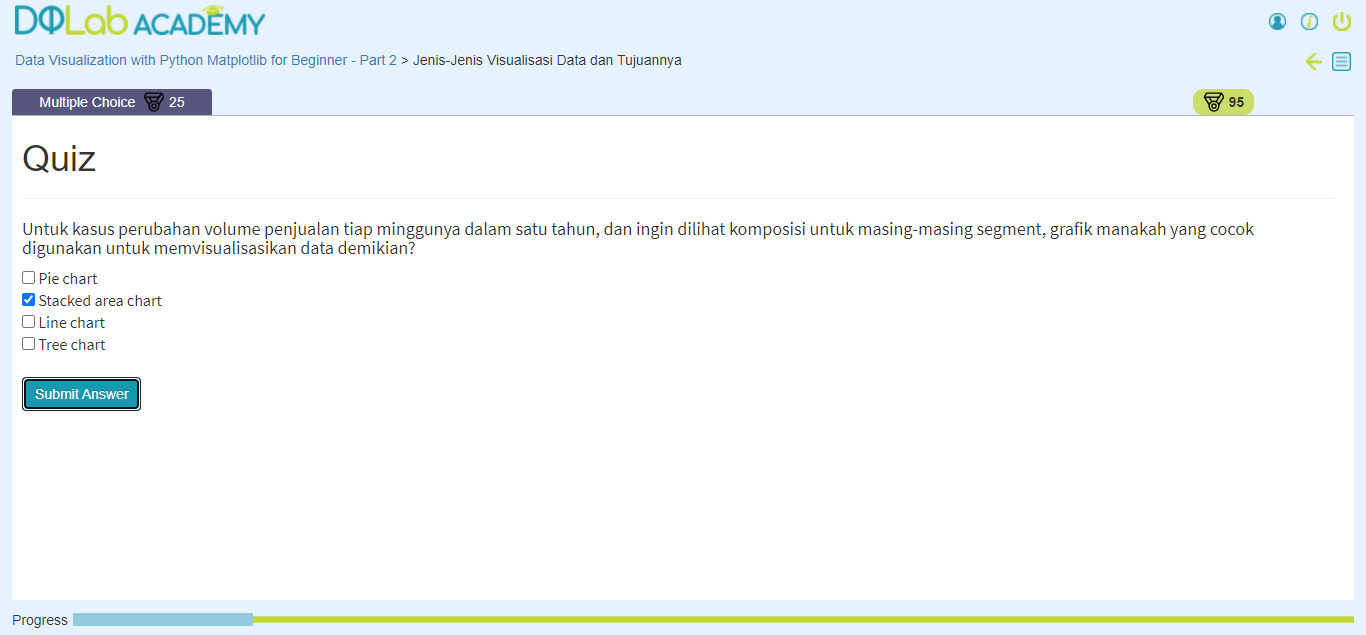 DQLab ACADEMY
Data Visualization with Python Matplotlib for Beginner - Part 2 > Jenis-Jenis Visualisasi Data dan Tujuannya
Multiple Choice 25
95
Quiz
Untuk kasus perubahan volume penjualan tiap minggunya dalam satu tahun, dan ingin dilihat komposisi untuk masing-masing segment, grafik manakah yang cocok
digunakan untuk memvisualisasikan data demikian?
Pie chart
Stacked area chart
Line chart
Tree chart
Submit Answer
Progress